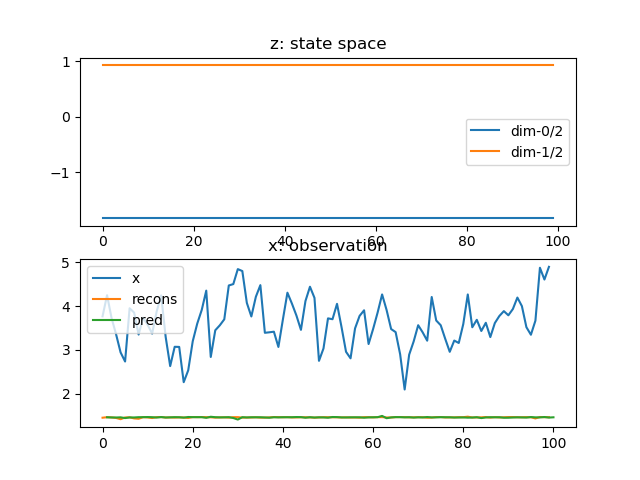 z: state space
1
0
−1
dim-0/2
dim-1/2
0 20 40 60 80 100
x: observation
5
4
3
2
x
recons
pred
0 20 40 60 80 100